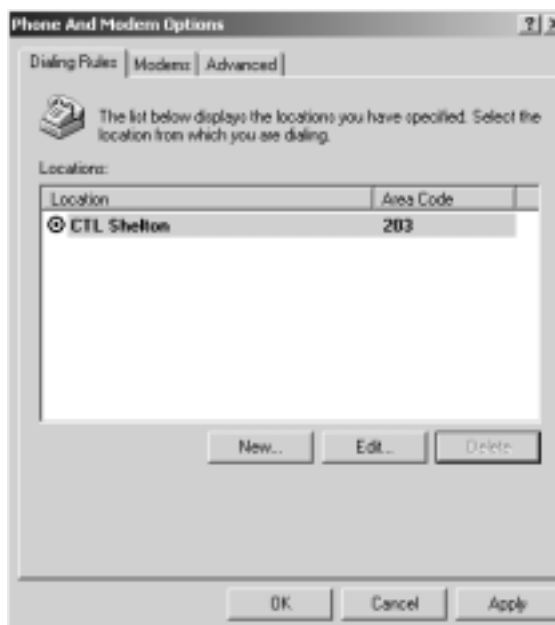 Phone And Modem Options
Dialing Rules Modems Advanced
The list below displays the locations you have specified. Select the
location from which you are dialing.
Locations:
Location Area Code
CTL Shelton 203
New... Edit... Delete
OK Cancel Apply